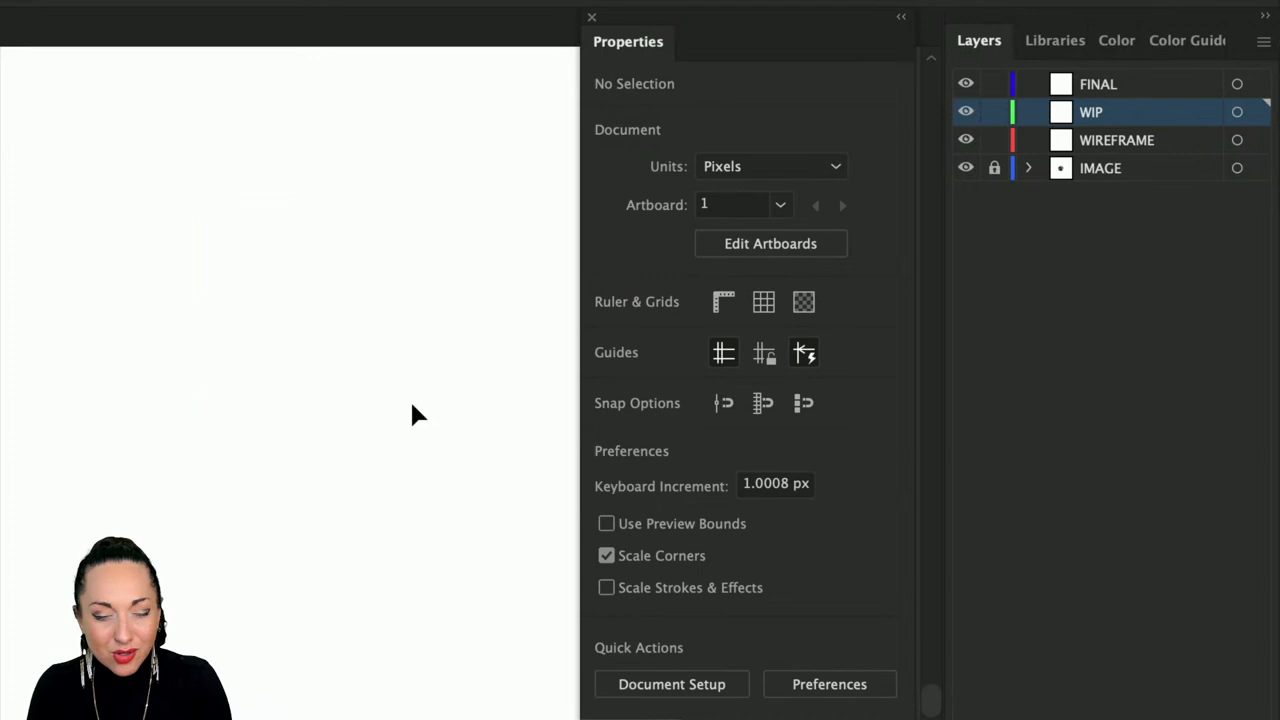 Properties
No Selection
Document
Units: Pixels
Artboard: 1
Edit Artboards
Ruler & Grids
Guides
Snap Options
Preferences
Keyboard Increment: 1.0008 px
Use Preview Bounds
Scale Corners
Scale Strokes & Effects
Quick Actions
Document Setup Preferences
Layers Libraries Color Color Guide
FINAL
WIP
WIREFRAME
IMAGE